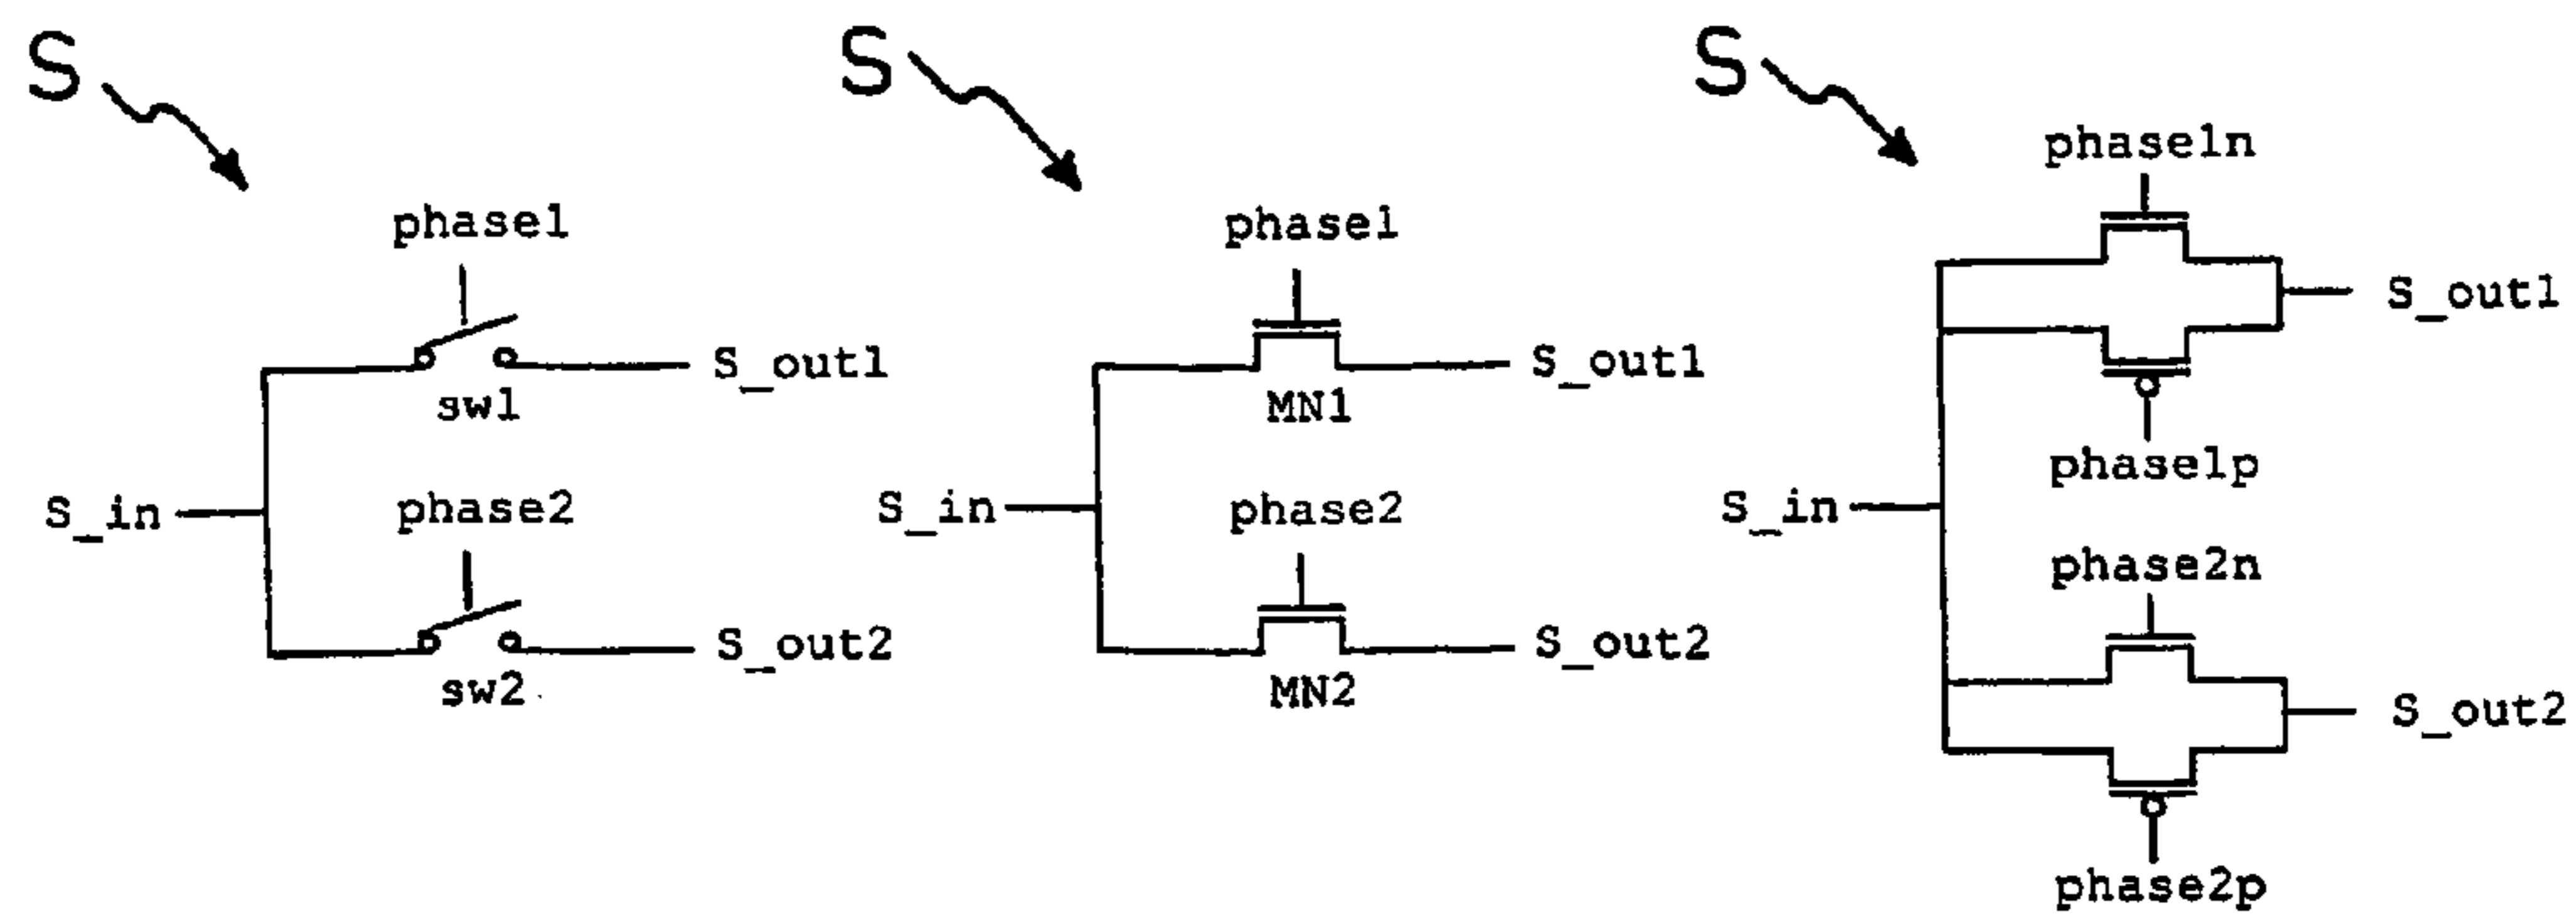 S
phase1
S_out1
sw1
S_in
phase2
S_out2
sw2
S
phase1
S_out1
MN1
S_in
phase2
S_out2
MN2
S
phase1n
S_out1
phase1p
S_in
phase2n
S_out2
phase2p